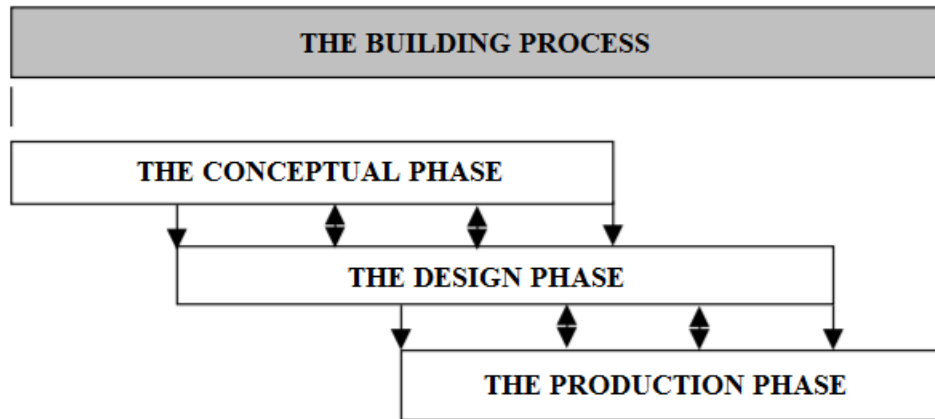 THE BUILDING PROCESS
THE CONCEPTUAL PHASE
THE DESIGN PHASE
THE PRODUCTION PHASE